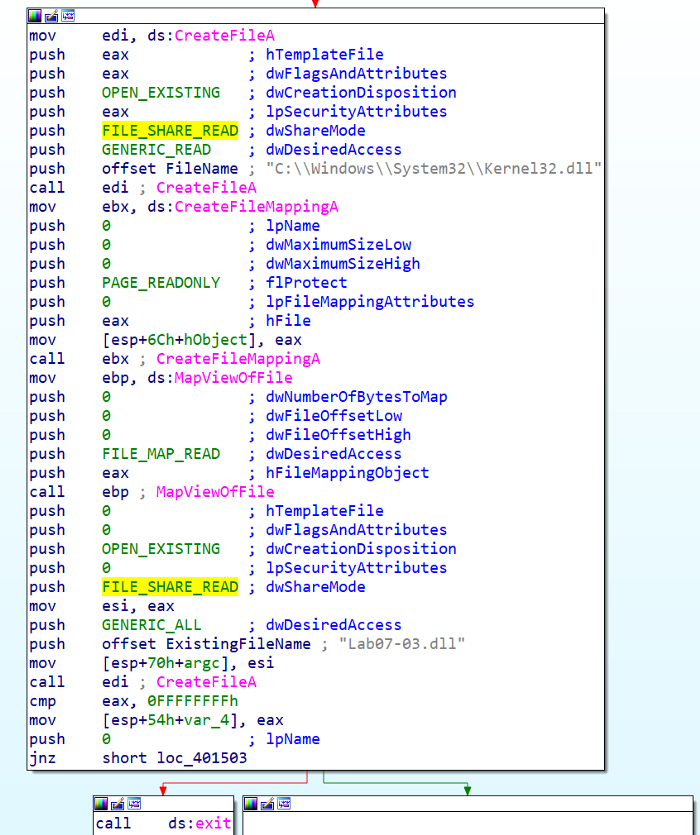 mov edi, ds:CreateFileA
push eax ; hTemplateFile
push eax ; dwFlagsAndAttributes
push OPEN_EXISTING ; dwCreationDisposition
push eax ; lpSecurityAttributes
push FILE_SHARE_READ ; dwShareMode
push GENERIC_READ ; dwDesiredAccess
push offset FileName ; "C:\\Windows\\System32\\Kernel32.dll"
call edi ; CreateFileA
mov ebx, ds:CreateFileMappingA
push 0 ; lpName
push 0 ; dwMaximumSizeLow
push 0 ; dwMaximumSizeHigh
push PAGE_READONLY ; flProtect
push 0 ; lpFileMappingAttributes
push eax ; hFile
mov [esp+6Ch+hObject], eax
call ebx ; CreateFileMappingA
mov ebp, ds:MapViewOfFile
push 0 ; dwNumberOfBytesToMap
push 0 ; dwFileOffsetLow
push 0 ; dwFileOffsetHigh
push FILE_MAP_READ ; dwDesiredAccess
push eax ; hFileMappingObject
call ebp ; MapViewOfFile
push 0 ; hTemplateFile
push 0 ; dwFlagsAndAttributes
push OPEN_EXISTING ; dwCreationDisposition
push 0 ; lpSecurityAttributes
push FILE_SHARE_READ ; dwShareMode
mov esi, eax
push GENERIC_ALL ; dwDesiredAccess
push offset ExistingFileName ; "Lab07-03.dll"
mov [esp+70h+argc], esi
call edi ; CreateFileA
cmp eax, 0FFFFFFFFh
mov [esp+54h+var_4], eax
push 0 ; lpName
jnz short loc_401503
call ds:exit